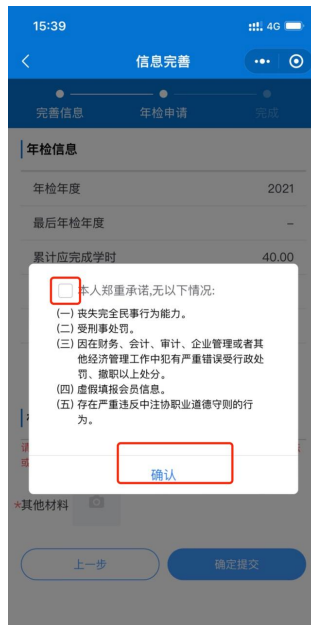 15:39
4G
信息完善
完善信息
年检申请
完成
年检信息
年检年度
2021
最后年检年度
–
累计应完成学时
40.00
本人郑重承诺,无以下情况:
(一) 丧失完全民事行为能力。
(二) 受刑事处罚。
(三) 因在财务、会计、审计、企业管理或者其
他经济管理工作中犯有严重错误受行政处
罚、撤职以上处分。
(四) 虚假填报会员信息。
(五) 存在严重违反中注协职业道德守则的行
为。
确认
*其他材料
上一步
确定提交